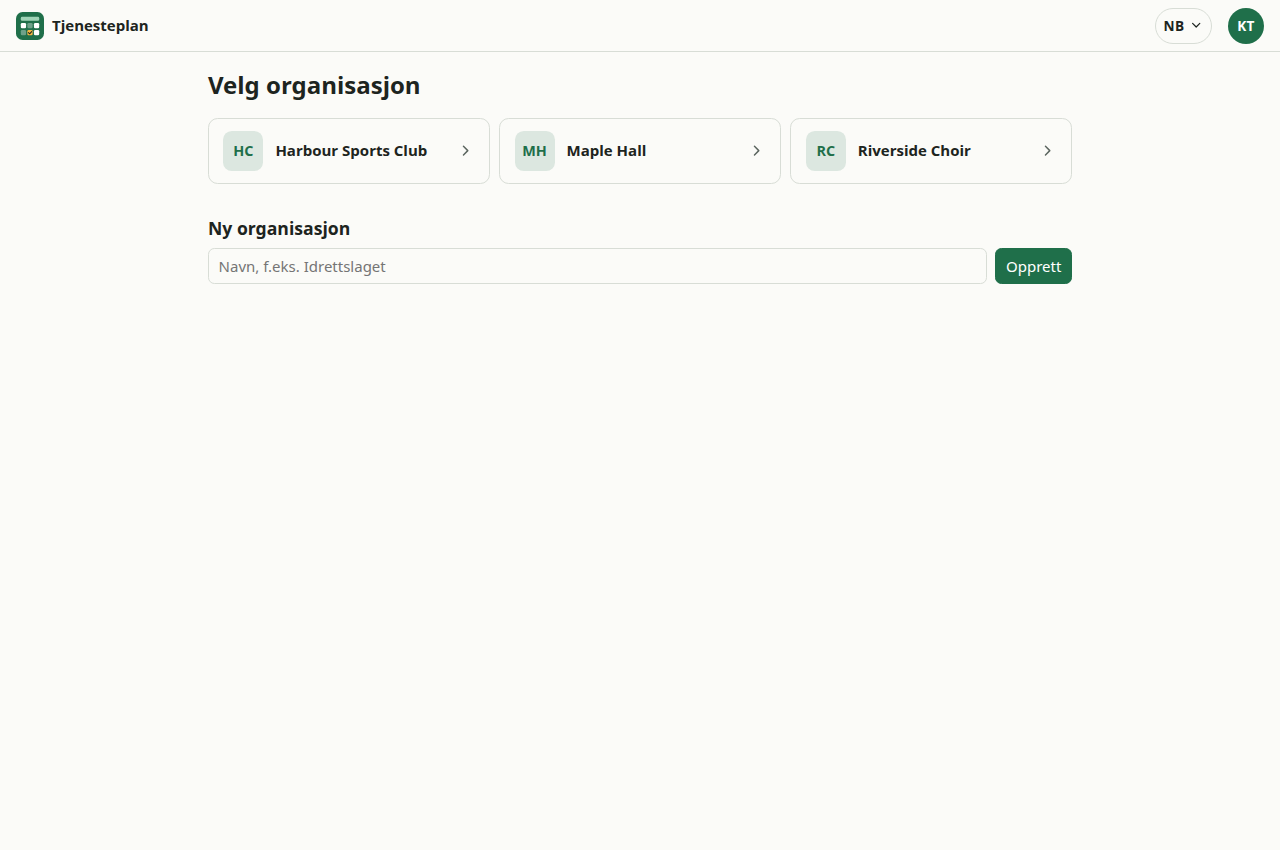 Tjenesteplan
NB
KT
Velg organisasjon
HC Harbour Sports Club
MH Maple Hall
RC Riverside Choir
Ny organisasjon
Navn, f.eks. Idrettslaget
Opprett